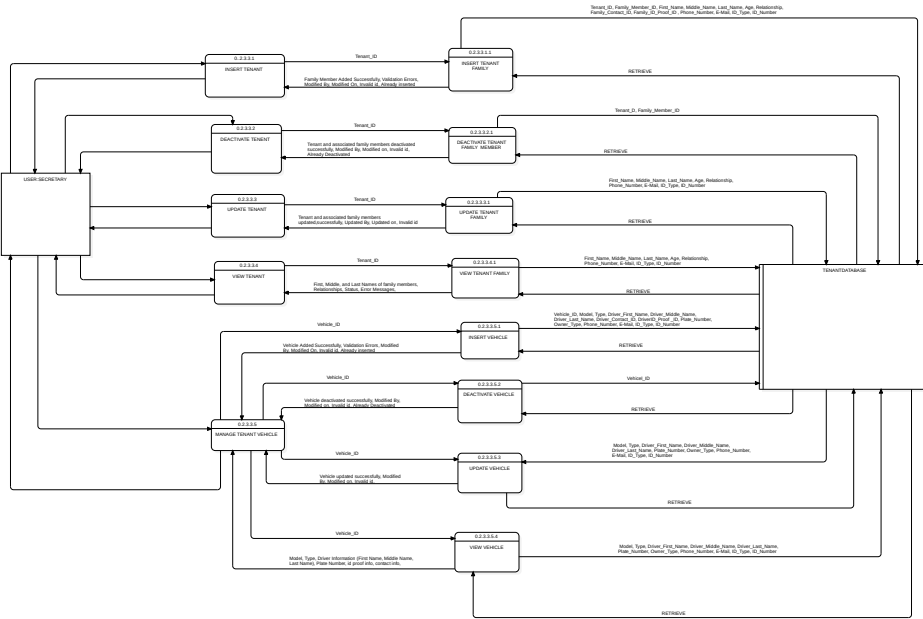 Tenant_ID, Family_Member_ID, First_Name, Middle_Name, Last_Name, Age, Relationship,
Family_Contact_ID, Family_ID_Proof_ID , Phone_Number, E-Mail, ID_Type, ID_Number
0..2.3.3.1
INSERT TENANT
Tenant_ID
0.2.3.3.1.1
INSERT TENANT
FAMILY
Family Member Added Successfully, Validation Errors,
Modified By, Modified On, Invalid id, Already inserted
RETRIEVE
Tenant_D, Family_Member_ID
0.2.3.3.2
DEACTIVATE TENENT
Tenant_ID
0.2.3.3.2.1
DEACTIVATE TENANT
FAMILY MEMBER
Tenant and associated family members deactivated
successfully, Modified By, Modified on, Invalid id,
Already Deactivated
RETRIEVE
USER:SECRETARY
First_Name, Middle_Name, Last_Name, Age, Relationship,
Phone_Number, E-Mail, ID_Type, ID_Number
0.2.3.3.3
UPDATE TENANT
Tenant_ID
0.2.3.3.3.1
UPDATE TENANT
FAMILY
Tenant and associated family members
updated,successfully, Updated By, Updated on, Invalid id
RETRIEVE
0.2.3.3.4
VIEW TENANT
Tenant_ID
0.2.3.3.4.1
VIEW TENANT FAMILY
First_Name, Middle_Name, Last_Name, Age, Relationship,
Phone_Number, E-Mail, ID_Type, ID_Number
First, Middle, and Last Names of family members,
Relationships, Status, Error Messages,
RETRIEVE
TENANTDATABASE
Vehicle_ID
0.2.3.3.5.1
INSERT VEHICLE
Vehicle_ID, Model, Type, Driver_First_Name, Driver_Middle_Name,
Driver_Last_Name, Driver_Contact_ID, DriverID_Proof_ID, Plate_Number,
Owner_Type, Phone_Number, E-Mail, ID_Type, ID_Number
Vehicle Added Successfully, Validation Errors, Modified
By, Modified On, Invalid id, Already inserted
RETRIEVE
Vehicle_ID
0.2.3.3.5.2
DEACTIVATE VEHICLE
Vehicel_ID
Vehicle deactivated successfully, Modified By,
Modified on, Invalid id, Already Deactivated
RETRIEVE
0.2.3.3.5
MANAGE TENANT VEHICLE
Vehicle_ID
0.2.3.3.5.3
UPDATE VEHICLE
Model, Type, Driver_First_Name, Driver_Middle_Name,
Driver_Last_Name, Plate_Number, Owner_Type, Phone_Number,
E-Mail, ID_Type, ID_Number
Vehicle updated successfully, Modified
By, Modified on, Invalid id,
RETRIEVE
Vehicle_ID
0.2.3.3.5.4
VIEW VEHICLE
Model, Type, Driver_First_Name, Driver_Middle_Name, Driver_Last_Name,
Plate_Number, Owner_Type, Phone_Number, E-Mail, ID_Type, ID_Number
Model, Type, Driver Information (First Name, Middle Name,
Last Name), Plate Number, id proof info, contact info,
RETRIEVE